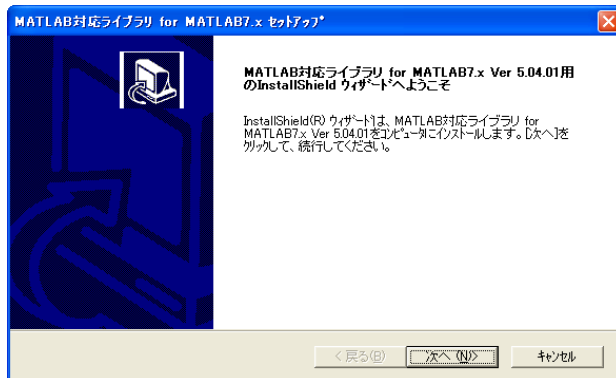 MATLAB対応ライブラリ for MATLAB7.x セットアップ
MATLAB対応ライブラリ for MATLAB7.x Ver 5.04.01用
のInstallShield ウィザードへようこそ
InstallShield(R) ウィザードは、MATLAB対応ライブラリ for
MATLAB7.x Ver 5.04.01をコンピュータにインストールします。[次へ]を
クリックして、続行してください。
< 戻る(B)
次へ (N)>
キャンセル